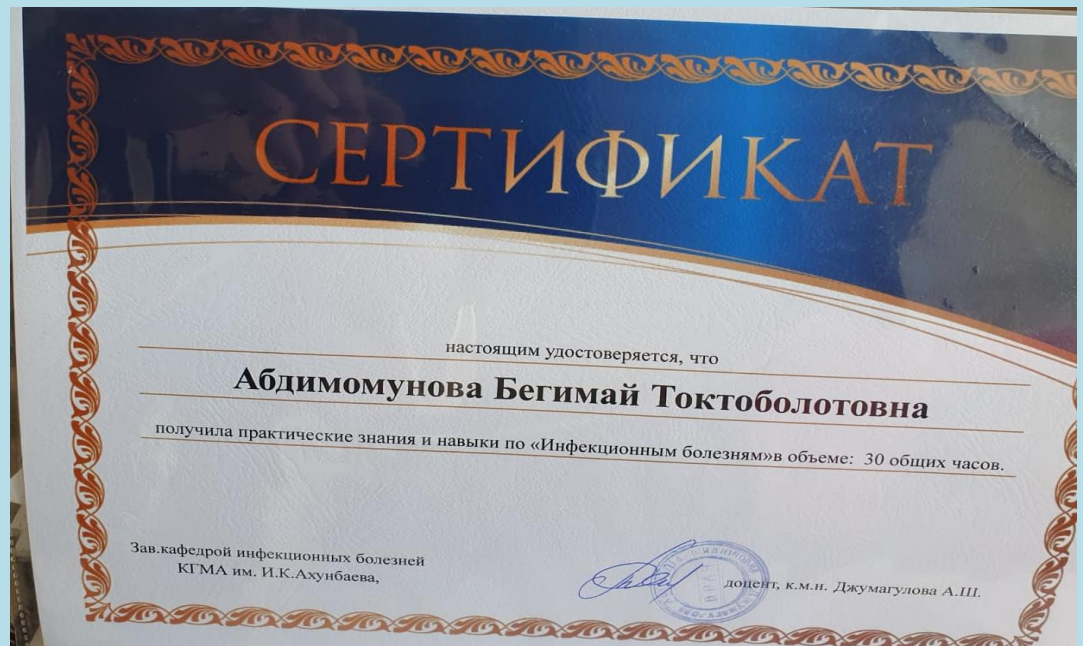 СЕРТИФИКАТ
настоящим удостоверяется, что
Абдимомунова Бегимай Токтоболотовна
получила практические знания и навыки по «Инфекционным болезням»в объеме: 30 общих часов.
Зав.кафедрой инфекционных болезней
КГМА им. И.К.Ахунбаева,
доцент, к.м.н. Джумагулова А.Ш.
ВРАЧ